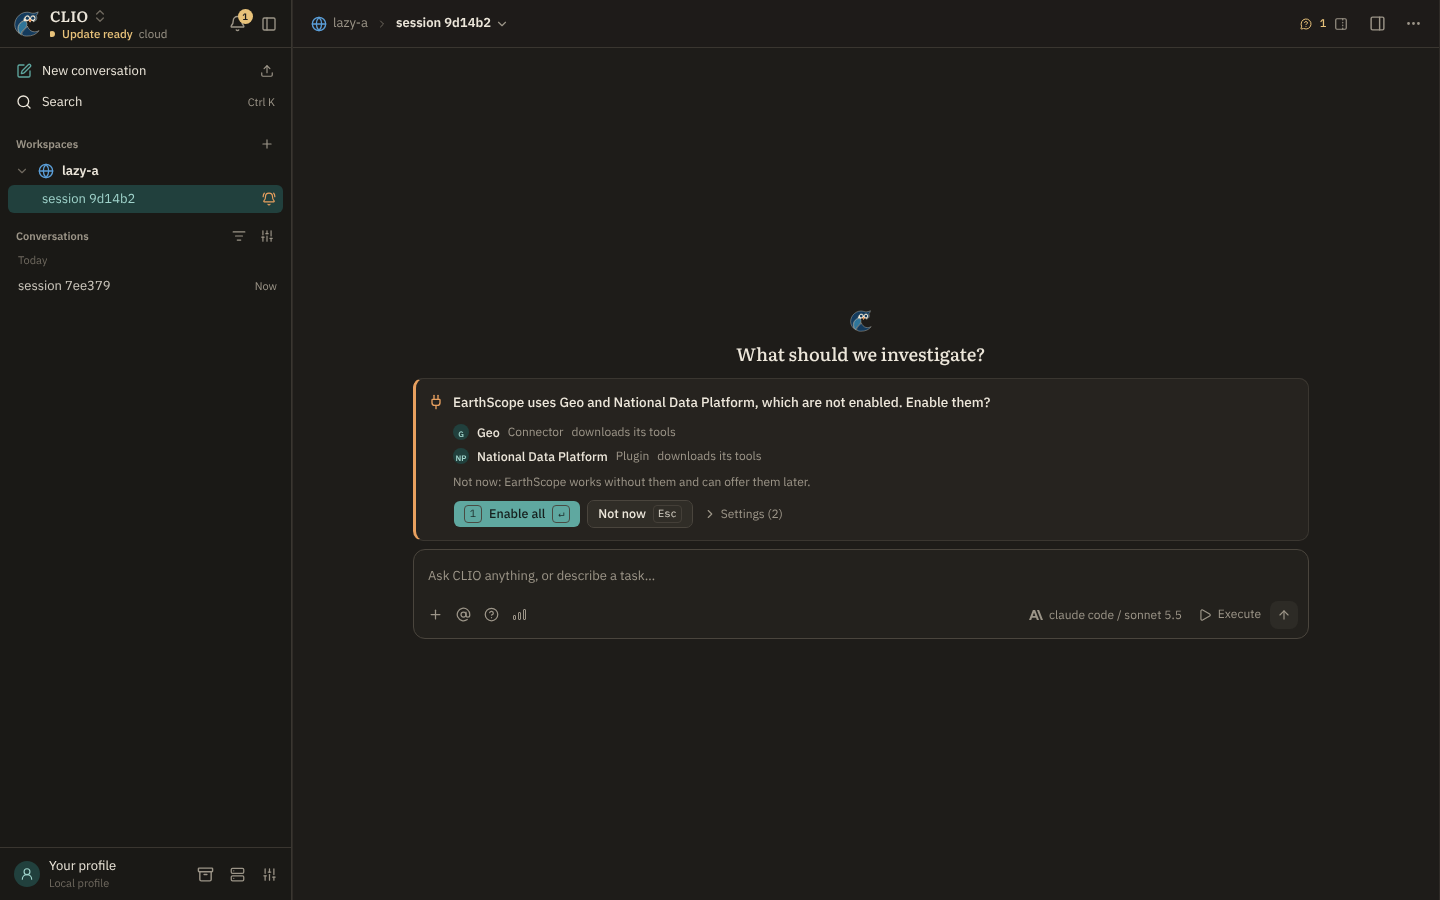 CLIO
Update ready cloud
1
New conversation
Search Ctrl K
Workspaces
lazy-a
session 9d14b2
Conversations
Today
session 7ee379 Now
Your profile
Local profile
lazy-a session 9d14b2
1
What should we investigate?
EarthScope uses Geo and National Data Platform, which are not enabled. Enable them?
G Geo Connector downloads its tools
NP National Data Platform Plugin downloads its tools
Not now: EarthScope works without them and can offer them later.
1 Enable all ↵ Not now Esc Settings (2)
Ask CLIO anything, or describe a task...
claude code / sonnet 5.5 Execute